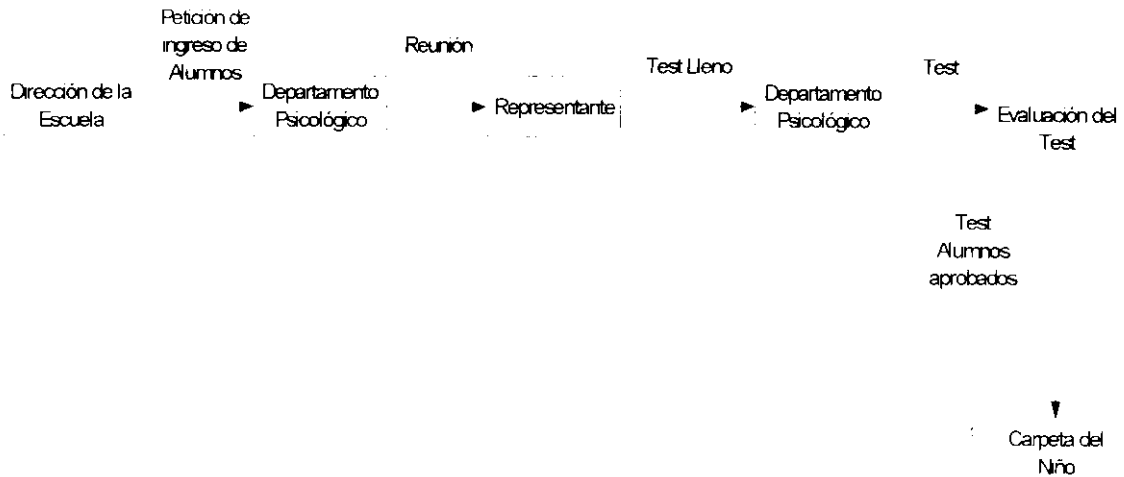 Petición de
ingreso de
Alumnos
Reunión
Test Lleno
Test
Dirección de la
Escuela
Departamento
Psicológico
Representante
Departamento
Psicológico
Evaluación del
Test
Test
Alumnos
aprobados
Carpeta del
Niño